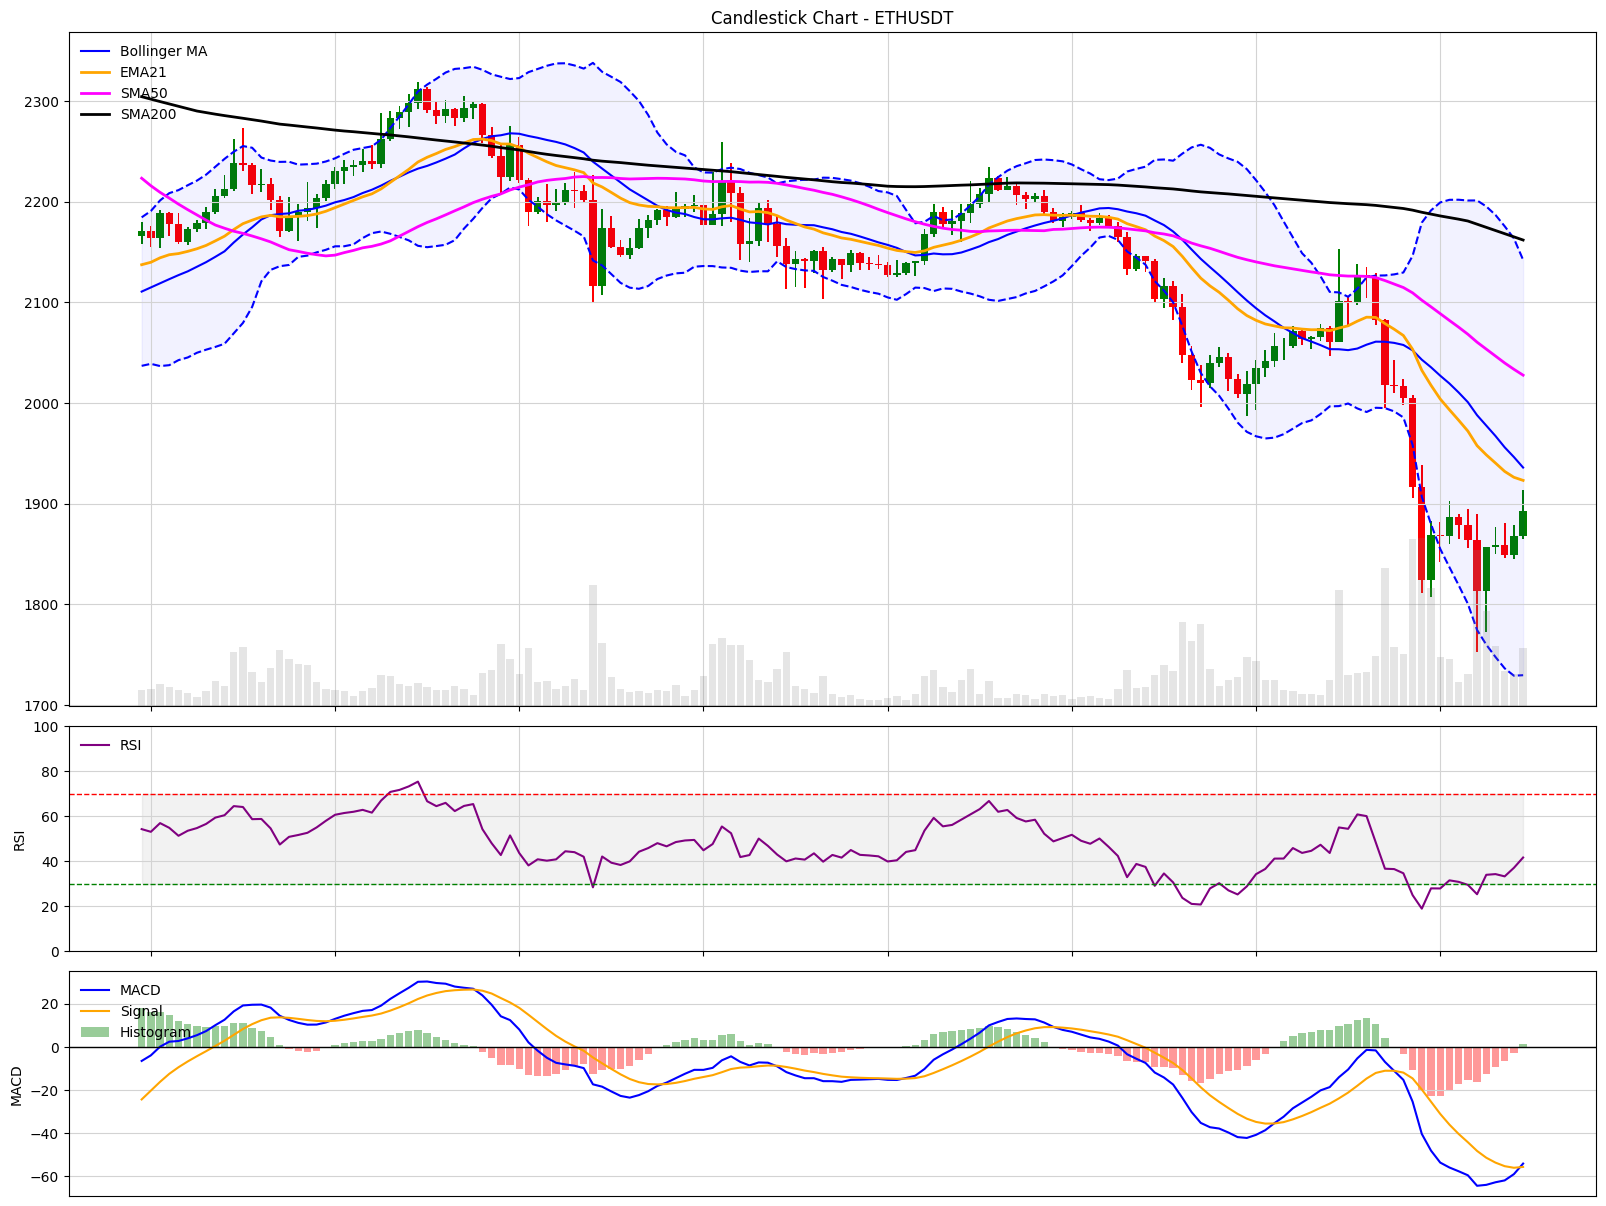 Candlestick Chart - ETHUSDT
Bollinger MA
EMA21
SMA50
SMA200
2300
2200
2100
2000
1900
1800
1700
RSI
RSI
100
80
60
40
20
0
MACD
Signal
Histogram
MACD
20
0
−20
−40
−60